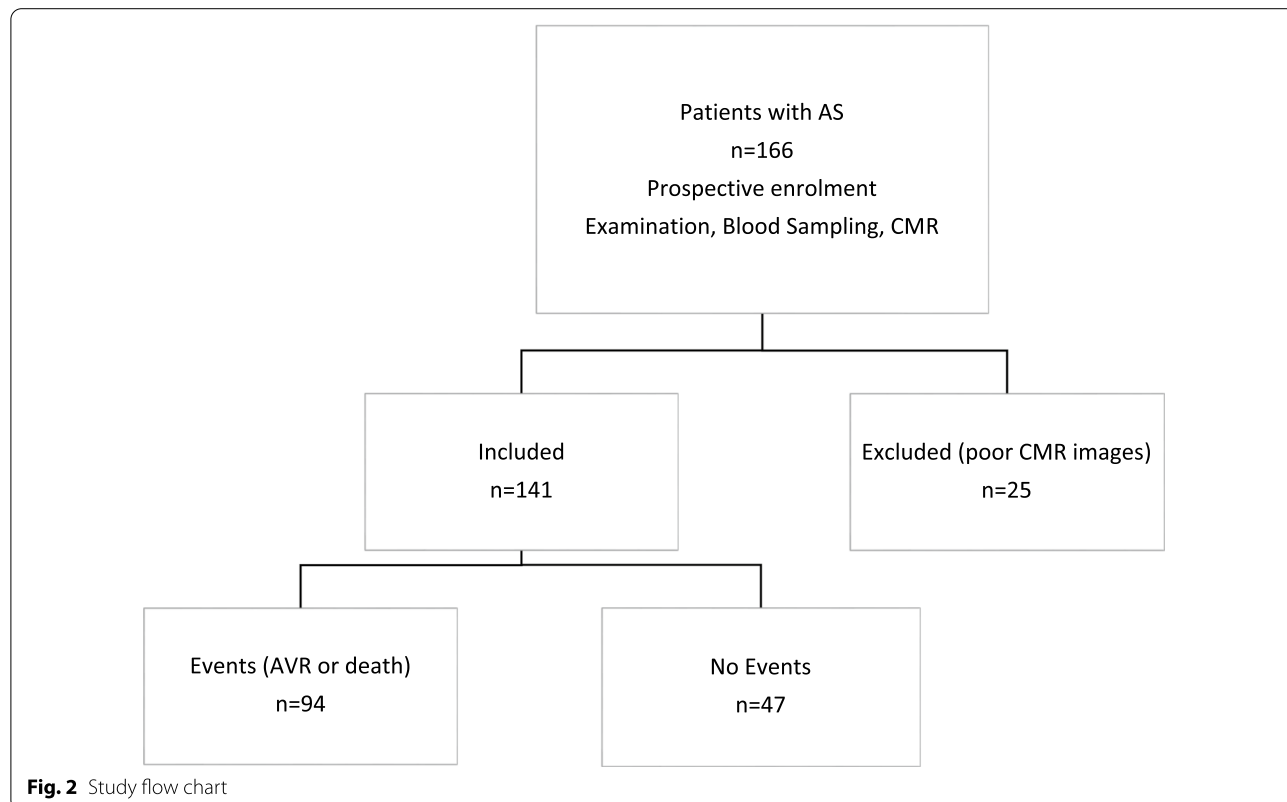 Patients with AS
n=166
Prospective enrolment
Examination, Blood Sampling, CMR
Included
n=141
Excluded (poor CMR images)
n=25
Events (AVR or death)
n=94
No Events
n=47
Fig. 2 Study flow chart